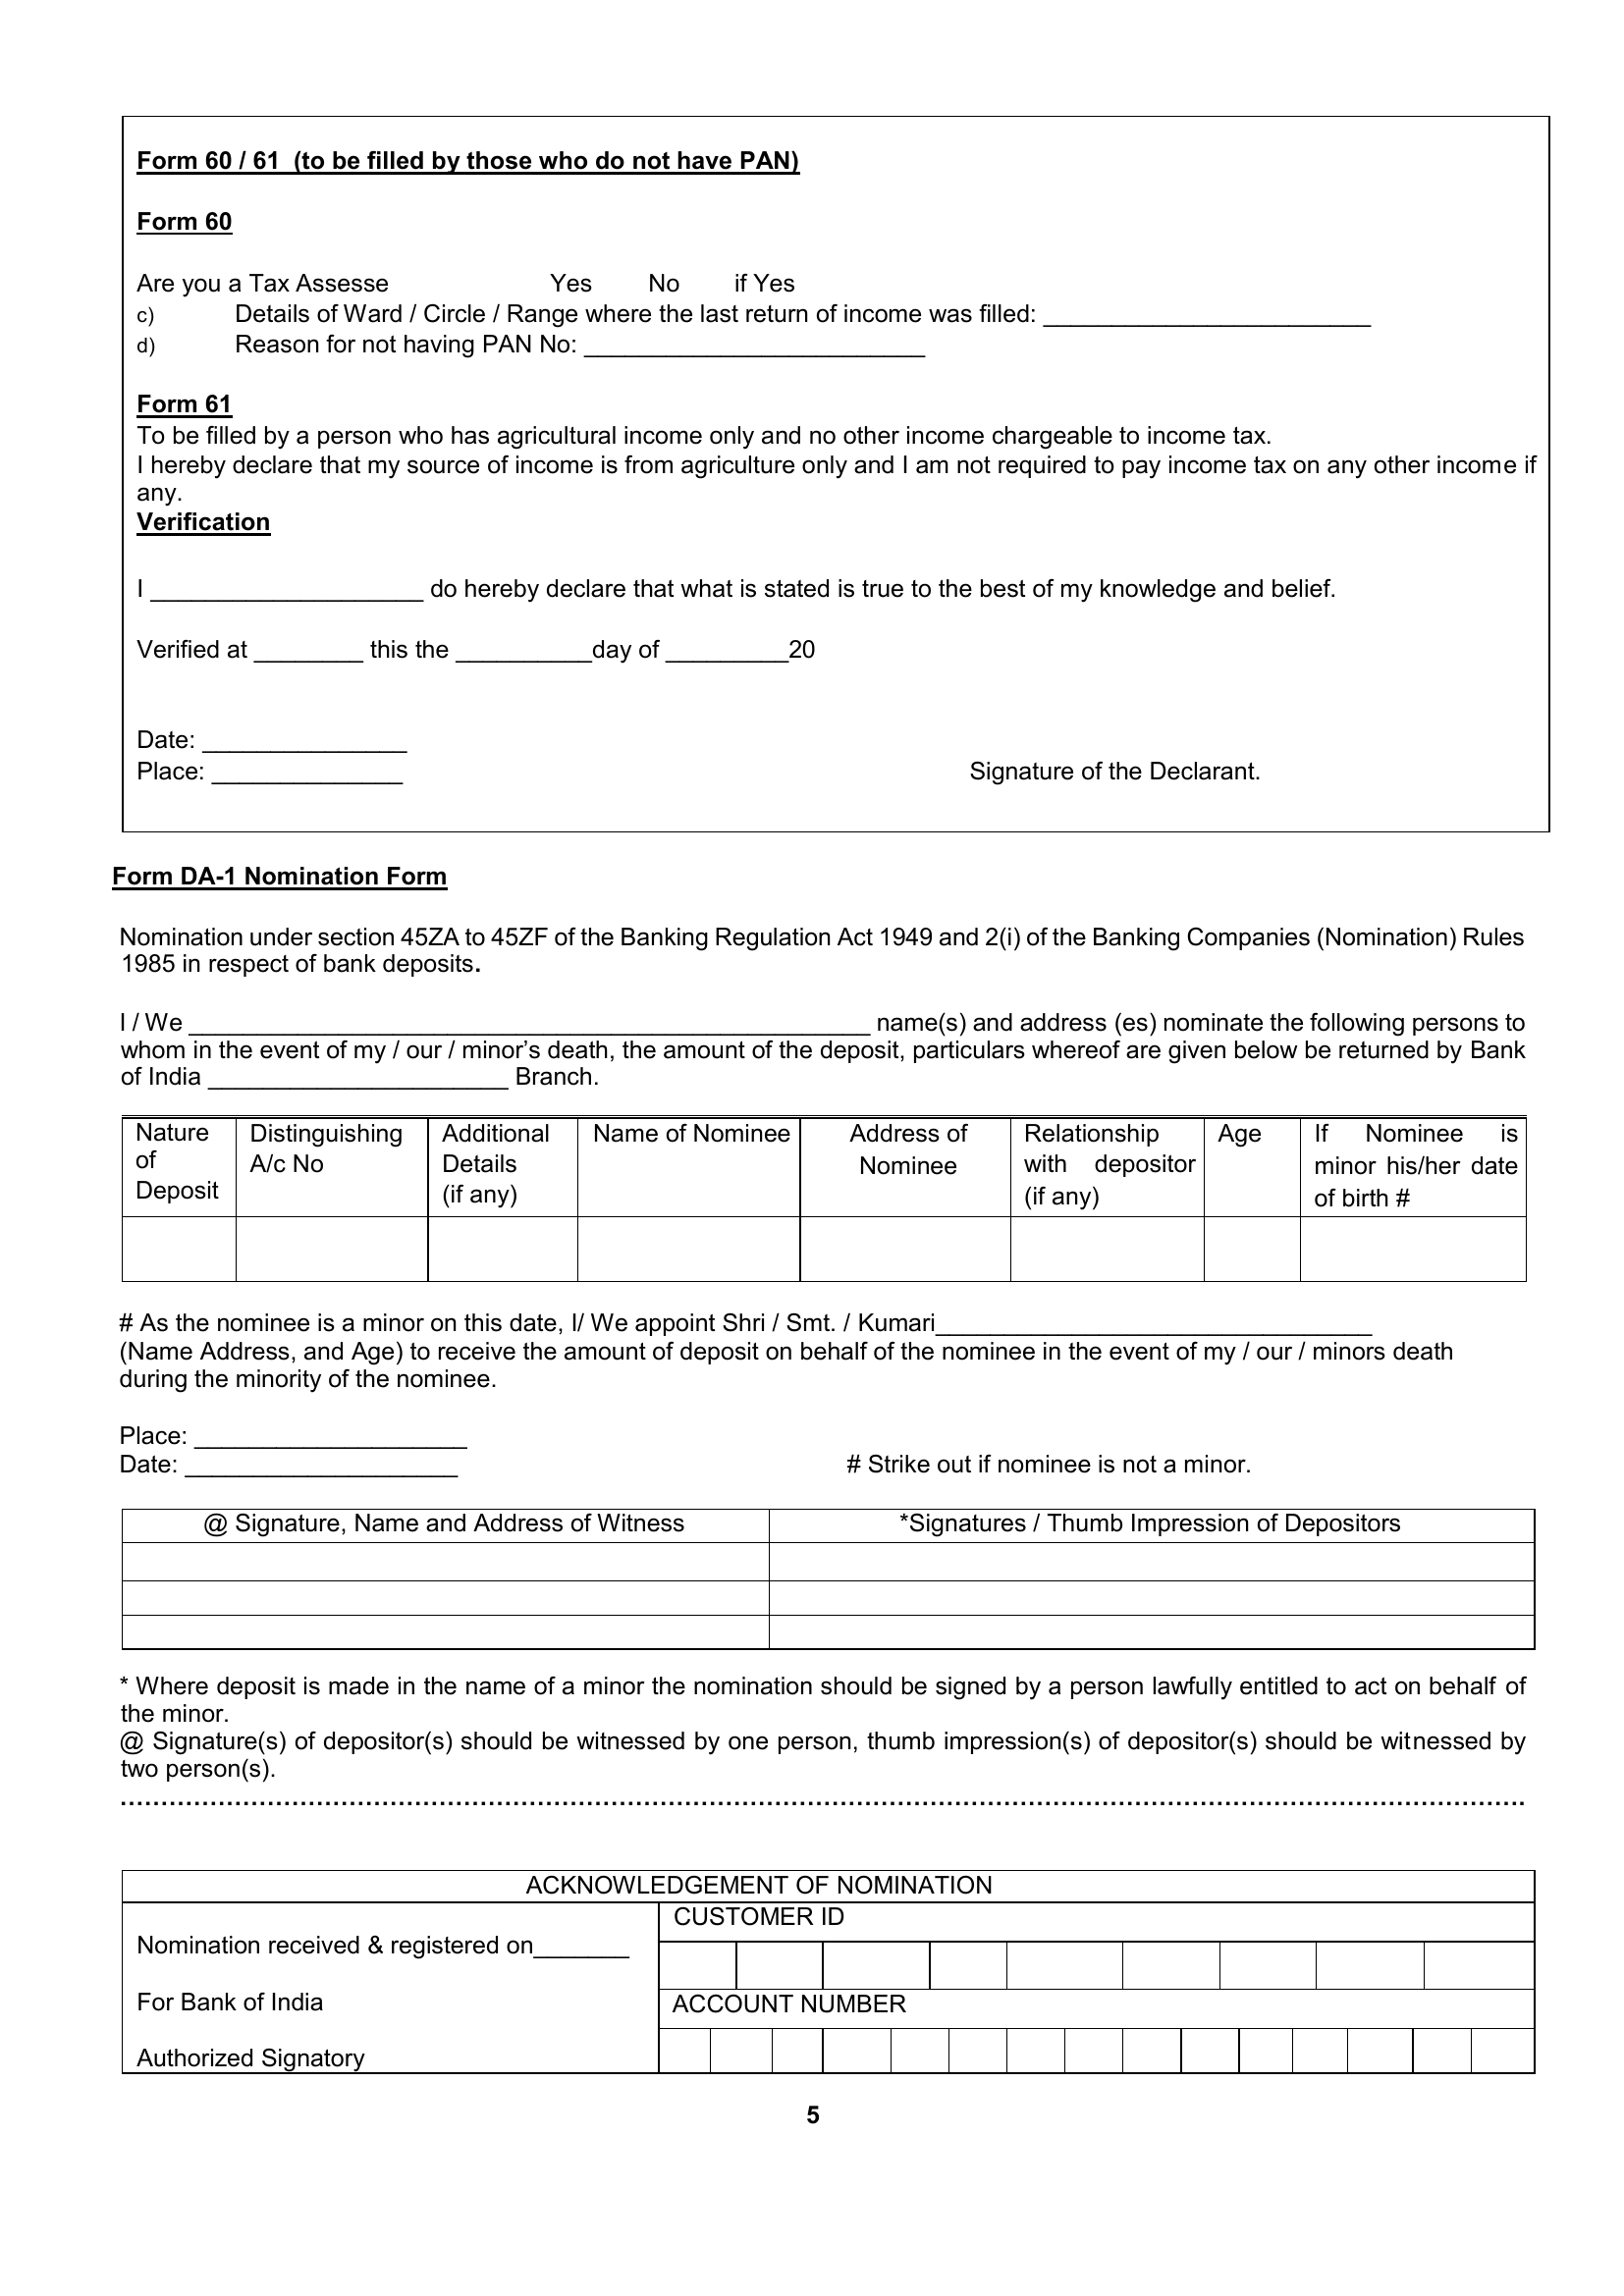 Form 60 / 61  (to be filled by those who do not have PAN)
Form 60
Are you a Tax Assesse Yes No if Yes
c) Details of Ward / Circle / Range where the last return of income was filled: ________________________
d) Reason for not having PAN No: _________________________
Form 61
To be filled by a person who has agricultural income only and no other income chargeable to income tax.
I hereby declare that my source of income is from agriculture only and I am not required to pay income tax on any other income if
any.
Verification
I ____________________ do hereby declare that what is stated is true to the best of my knowledge and belief.
Verified at ________ this the __________day of _________20
Date: _______________
Place: ______________ Signature of the Declarant.
Form DA-1 Nomination Form
Nomination under section 45ZA to 45ZF of the Banking Regulation Act 1949 and 2(i) of the Banking Companies (Nomination) Rules
1985 in respect of bank deposits.
I / We __________________________________________________ name(s) and address (es) nominate the following persons to
whom in the event of my / our / minor’s death, the amount of the deposit, particulars whereof are given below be returned by Bank
of India ______________________ Branch.
Nature of Deposit
Distinguishing A/c No
Additional Details (if any)
Name of Nominee
Address of Nominee
Relationship with depositor (if any)
Age
If Nominee is minor his/her date of birth #
# As the nominee is a minor on this date, I/ We appoint Shri / Smt. / Kumari________________________________
(Name Address, and Age) to receive the amount of deposit on behalf of the nominee in the event of my / our / minors death
during the minority of the nominee.
Place: ____________________
Date: ____________________ # Strike out if nominee is not a minor.
@ Signature, Name and Address of Witness *Signatures / Thumb Impression of Depositors
* Where deposit is made in the name of a minor the nomination should be signed by a person lawfully entitled to act on behalf of
the minor.
@ Signature(s) of depositor(s) should be witnessed by one person, thumb impression(s) of depositor(s) should be witnessed by
two person(s).
ACKNOWLEDGEMENT OF NOMINATION
CUSTOMER ID
Nomination received & registered on_______
For Bank of India
ACCOUNT NUMBER
Authorized Signatory
5